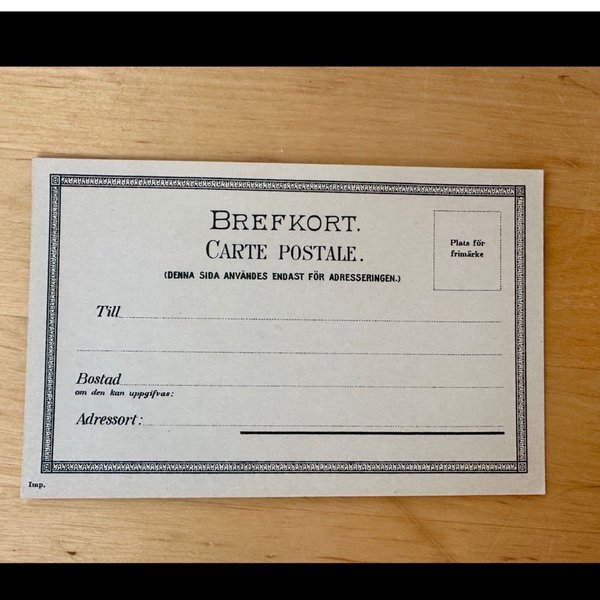 BREFKORT.
CARTE POSTALE.
(DENNA SIDA ANVÄNDES ENDAST FÖR ADRESSERINGEN.)
Plats för
frimärke
Till
Bostad
om den kan uppgifvas:
Adressort:
Imp.